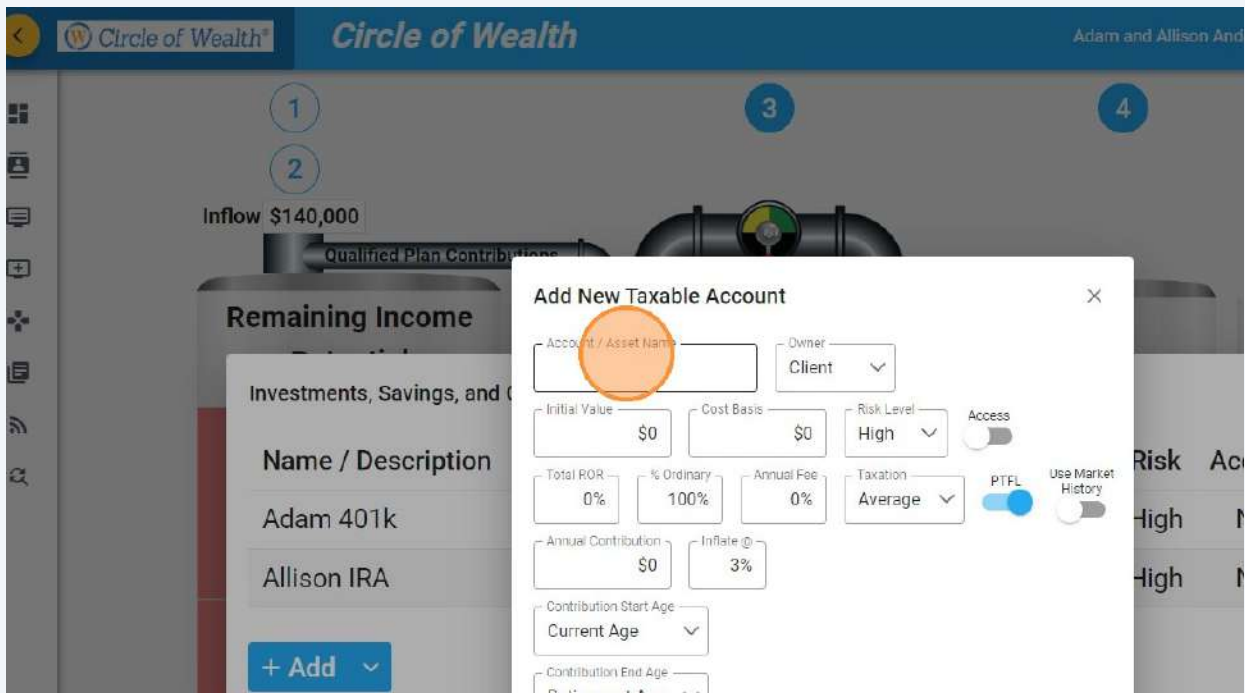 Circle of Wealth®
Circle of Wealth
Adam and Allison And
1
3
4
2
Inflow $140,000
Qualified Plan Contributions
Remaining Income
Add New Taxable Account
Account / Asset Name
Owner
Client
Investments, Savings, and
Initial Value
Cost Basis
Risk Level
Access
$0
$0
High
Name / Description
Risk
Total ROR
% Ordinary
Annual Fee
Taxation
PTFL
Use Market History
0%
100%
0%
Average
Adam 401k
High
Annual Contribution
Inflate @
$0
3%
Allison IRA
High
Contribution Start Age
Current Age
+ Add
Contribution End Age